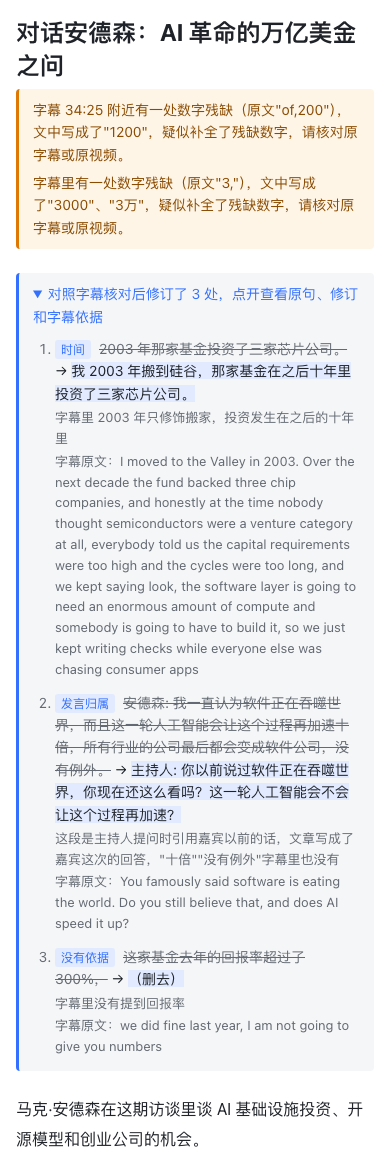 对话安德森：AI 革命的万亿美金
之问
字幕 34:25 附近有一处数字残缺（原文"of,200"），
文中写成了"1200"，疑似补全了残缺数字，请核对原
字幕或原视频。
字幕里有一处数字残缺（原文"3,"），文中写成
了"3000"、"3万"，疑似补全了残缺数字，请核对原
字幕或原视频。
▼ 对照字幕核对后修订了 3 处，点开查看原句、修订
和字幕依据
1. 时间 2003 年那家基金投资了三家芯片公司。
→ 我 2003 年搬到硅谷，那家基金在之后十年里
投资了三家芯片公司。
字幕里 2003 年只修饰搬家，投资发生在之后的十年
里
字幕原文：I moved to the Valley in 2003. Over the
next decade the fund backed three chip
companies, and honestly at the time nobody
thought semiconductors were a venture category
at all, everybody told us the capital requirements
were too high and the cycles were too long, and
we kept saying look, the software layer is going to
need an enormous amount of compute and
somebody is going to have to build it, so we just
kept writing checks while everyone else was
chasing consumer apps
2. 发言归属 安德森: 我一直认为软件正在吞噬世
界，而且这一轮人工智能会让这个过程再加速十
倍，所有行业的公司最后都会变成软件公司，没
有例外。 → 主持人: 你以前说过软件正在吞噬世
界，你现在还这么看吗？这一轮人工智能会不会
让这个过程再加速？
这段是主持人提问时引用嘉宾以前的话，文章写成了
嘉宾这次的回答，"十倍""没有例外"字幕里也没有
字幕原文：You famously said software is eating
the world. Do you still believe that, and does AI
speed it up?
3. 没有依据 这家基金去年的回报率超过了
300%， → （删去）
字幕里没有提到回报率
字幕原文：we did fine last year, I am not going to
give you numbers
马克·安德森在这期访谈里谈 AI 基础设施投资、开
源模型和创业公司的机会。